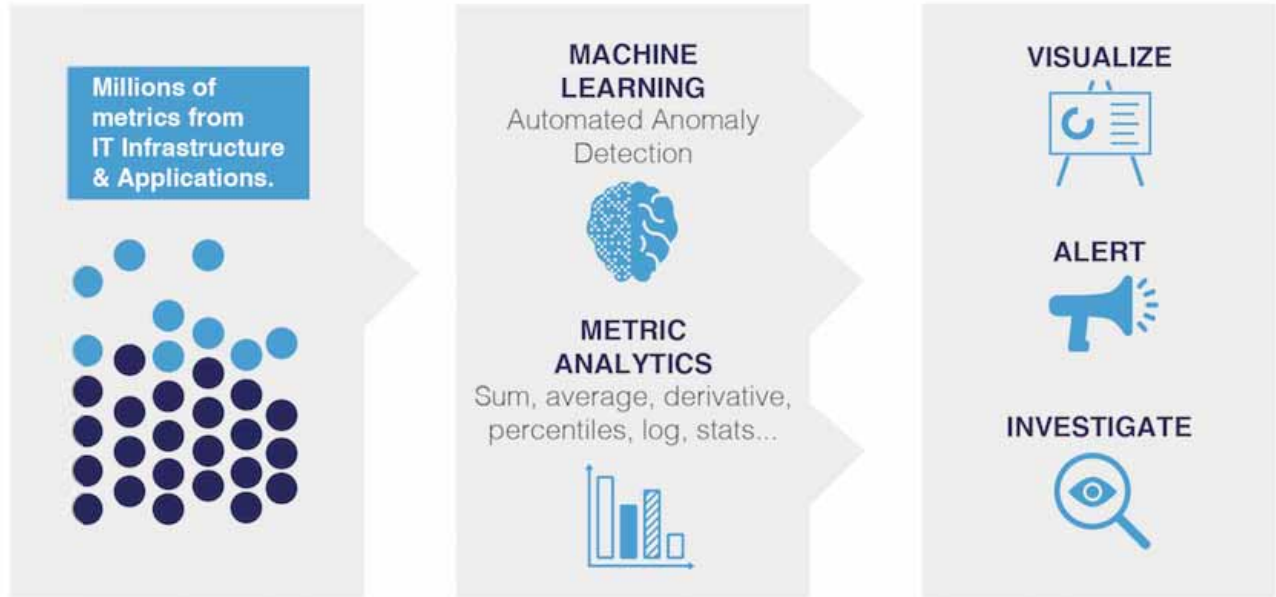 Millions of
metrics from
IT Infrastructure
& Applications.
MACHINE
LEARNING
Automated Anomaly
Detection
METRIC
ANALYTICS
Sum, average, derivative,
percentiles, log, stats...
VISUALIZE
ALERT
INVESTIGATE